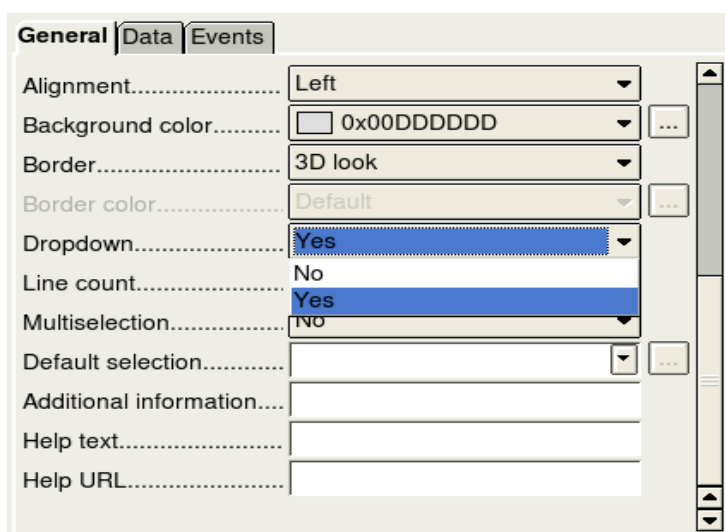 General Data Events
Alignment...................... Left
Background color.......... 0x00DDDDDD ...
Border........................... 3D look
Border color................... Default ...
Dropdown...................... Yes
No
Line count......................
Yes
Multiselection................. No
Default selection............ ...
Additional information....
Help text........................
Help URL.......................